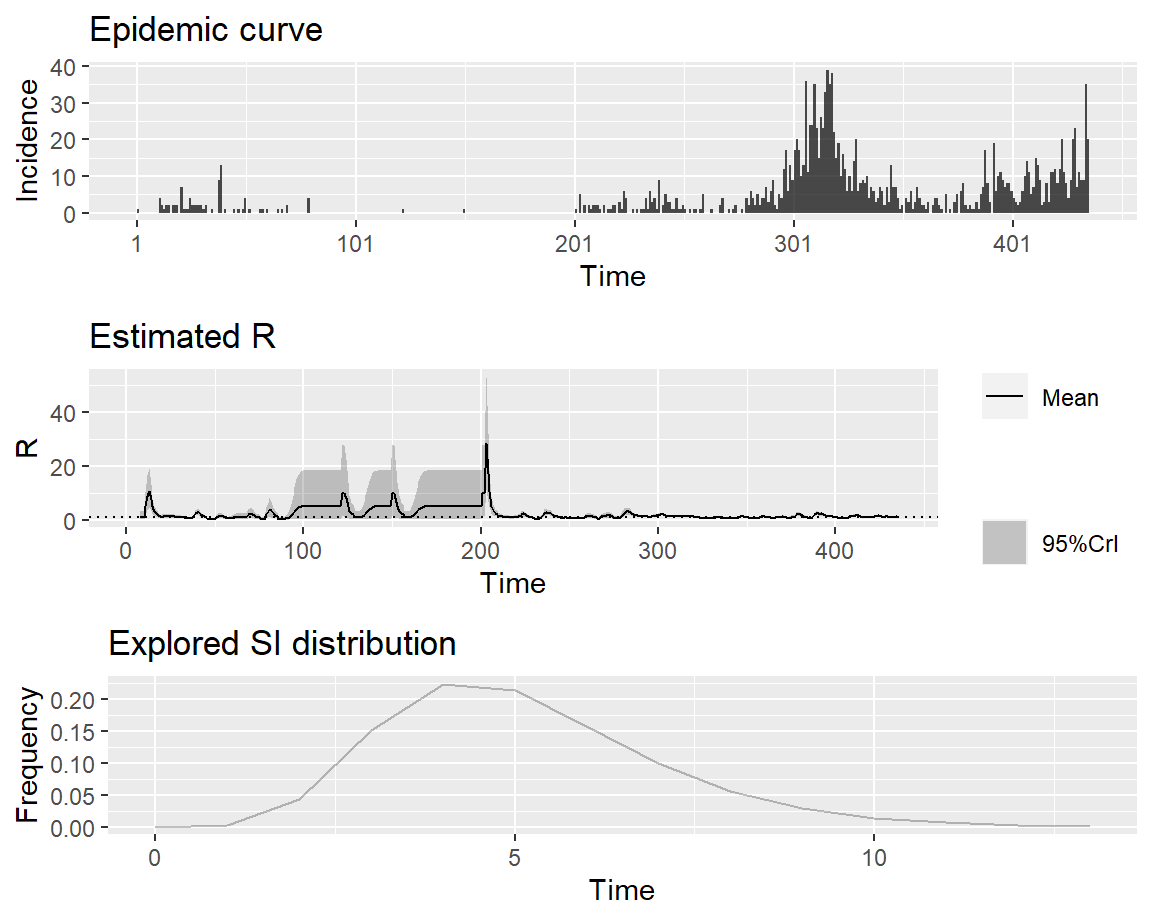 Epidemic curve
Incidence
40
30
20
10
0
1 101 201 301 401
Time
Estimated R
R
40
20
0
0 100 200 300 400
Time
Mean
95%CrI
Explored SI distribution
Frequency
0.20
0.15
0.10
0.05
0.00
0 5 10
Time